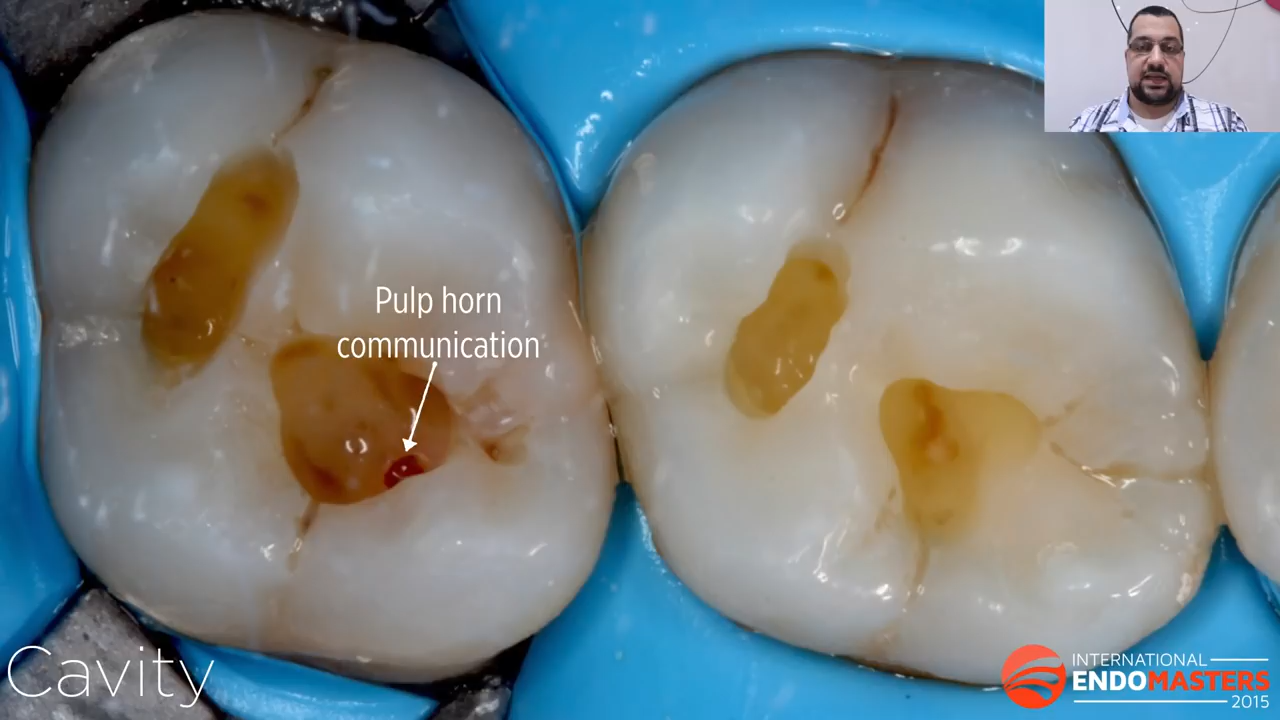 Pulp horn
communication
Cavity
INTERNATIONAL
ENDOMASTERS
2015